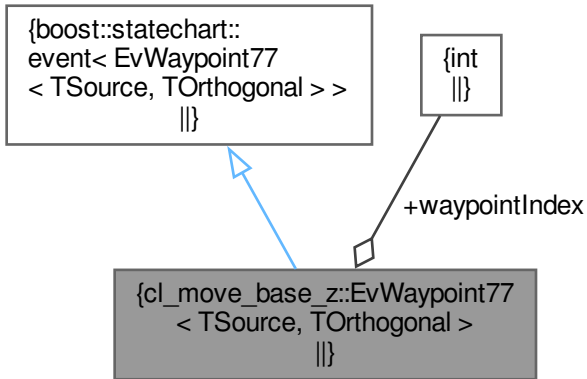 {boost::statechart::
event< EvWaypoint77
< TSource, TOrthogonal > >
||}
{int
||}
+waypointIndex
{cl_move_base_z::EvWaypoint77
< TSource, TOrthogonal >
||}